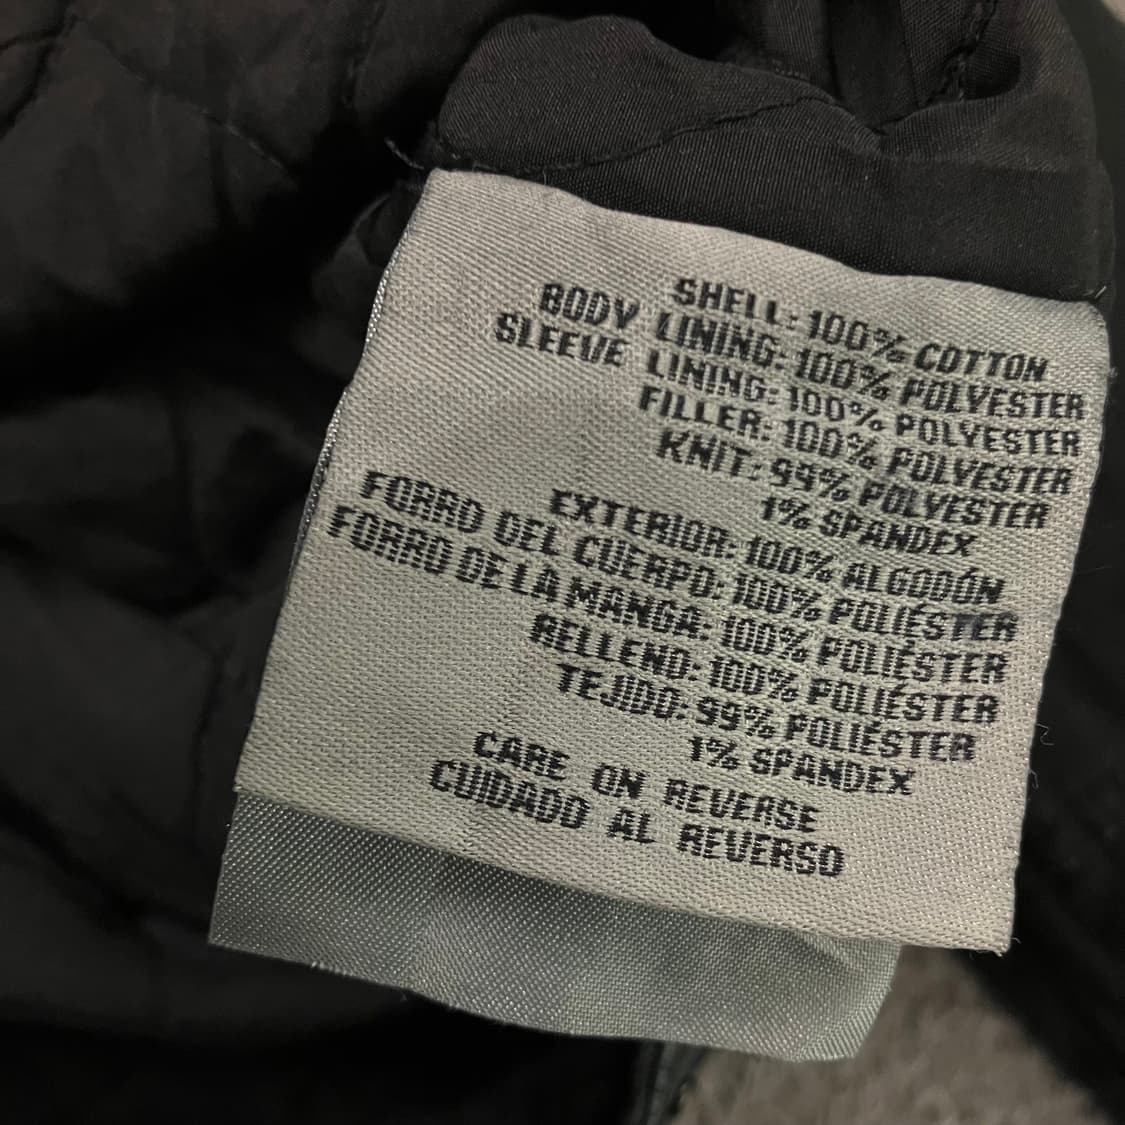 SHELL: 100% COTTON
BODY LINING: 100% POLYESTER
SLEEVE LINING: 100% POLYESTER
FILLER: 100% POLYESTER
KNIT: 99% POLYESTER
1% SPANDEX
EXTERIOR: 100% ALGODÓN
FORRO DEL CUERPO: 100% POLIÉSTER
FORRO DE LA MANGA: 100% POLIÉSTER
RELLENO: 100% POLIÉSTER
TEJIDO: 99% POLIÉSTER
1% SPANDEX
CARE ON REVERSE
CUIDADO AL REVERSO